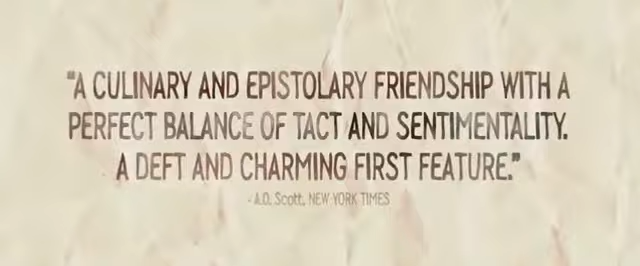 "A CULINARY AND EPISTOLARY FRIENDSHIP WITH A
PERFECT BALANCE OF TACT AND SENTIMENTALITY.
A DEFT AND CHARMING FIRST FEATURE."
- A.O. Scott, NEW YORK TIMES